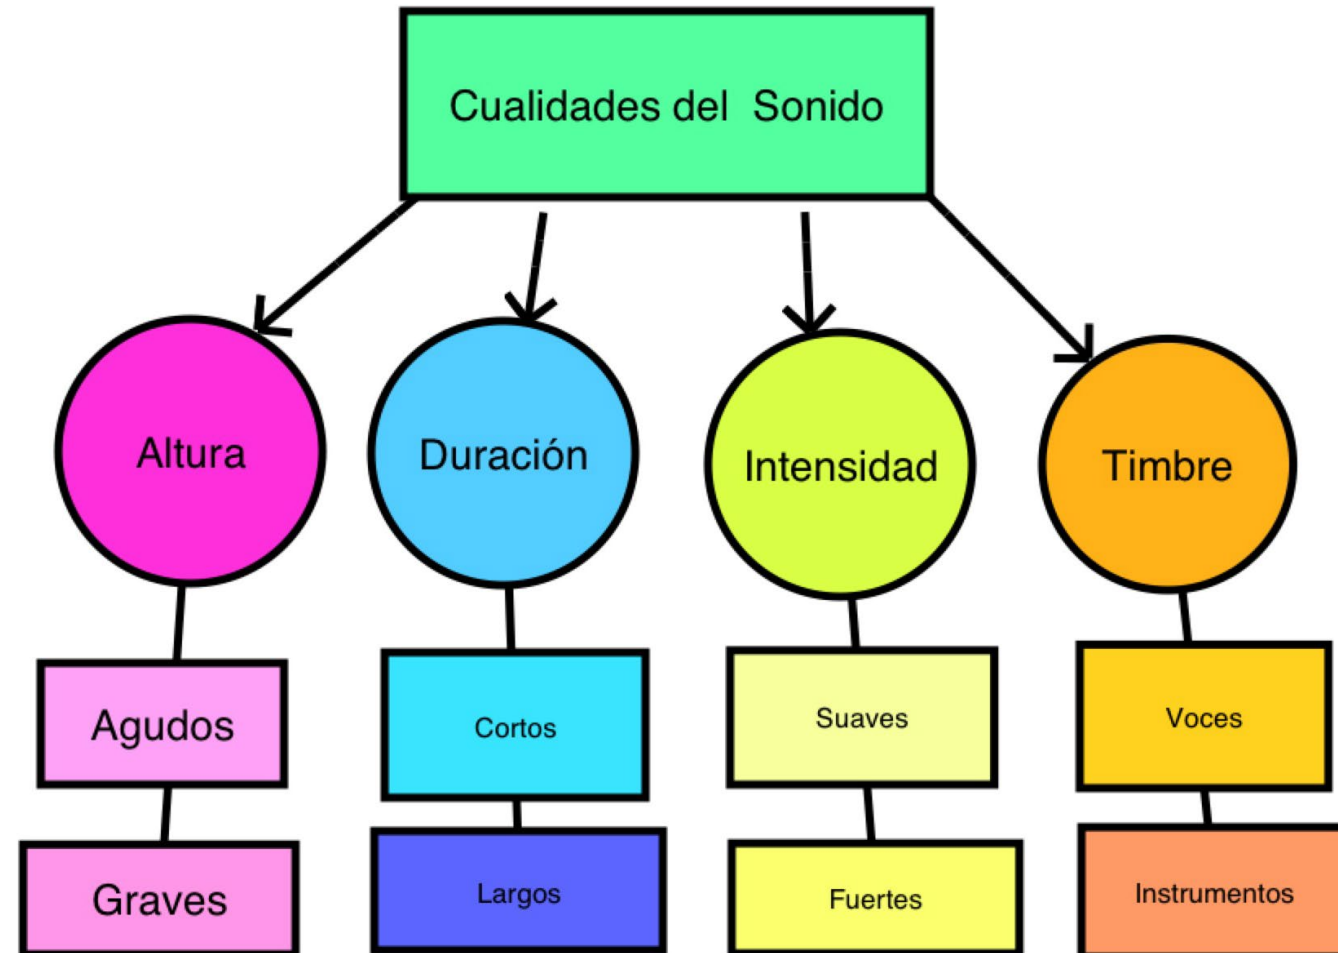 Cualidades del  Sonido
Altura
Duración
Intensidad
Timbre
Agudos
Cortos
Suaves
Voces
Graves
Largos
Fuertes
Instrumentos